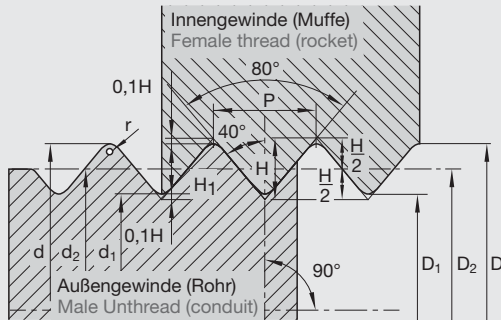 Innengewinde (Muffe)
Female thread (rocket)
80°
0,1H
P
r
40°
H
H
2
H₁
H
2
0,1H
d
d₂
d₁
D₁
D₂
D
90°
Außengewinde (Rohr)
Male Unthread (conduit)